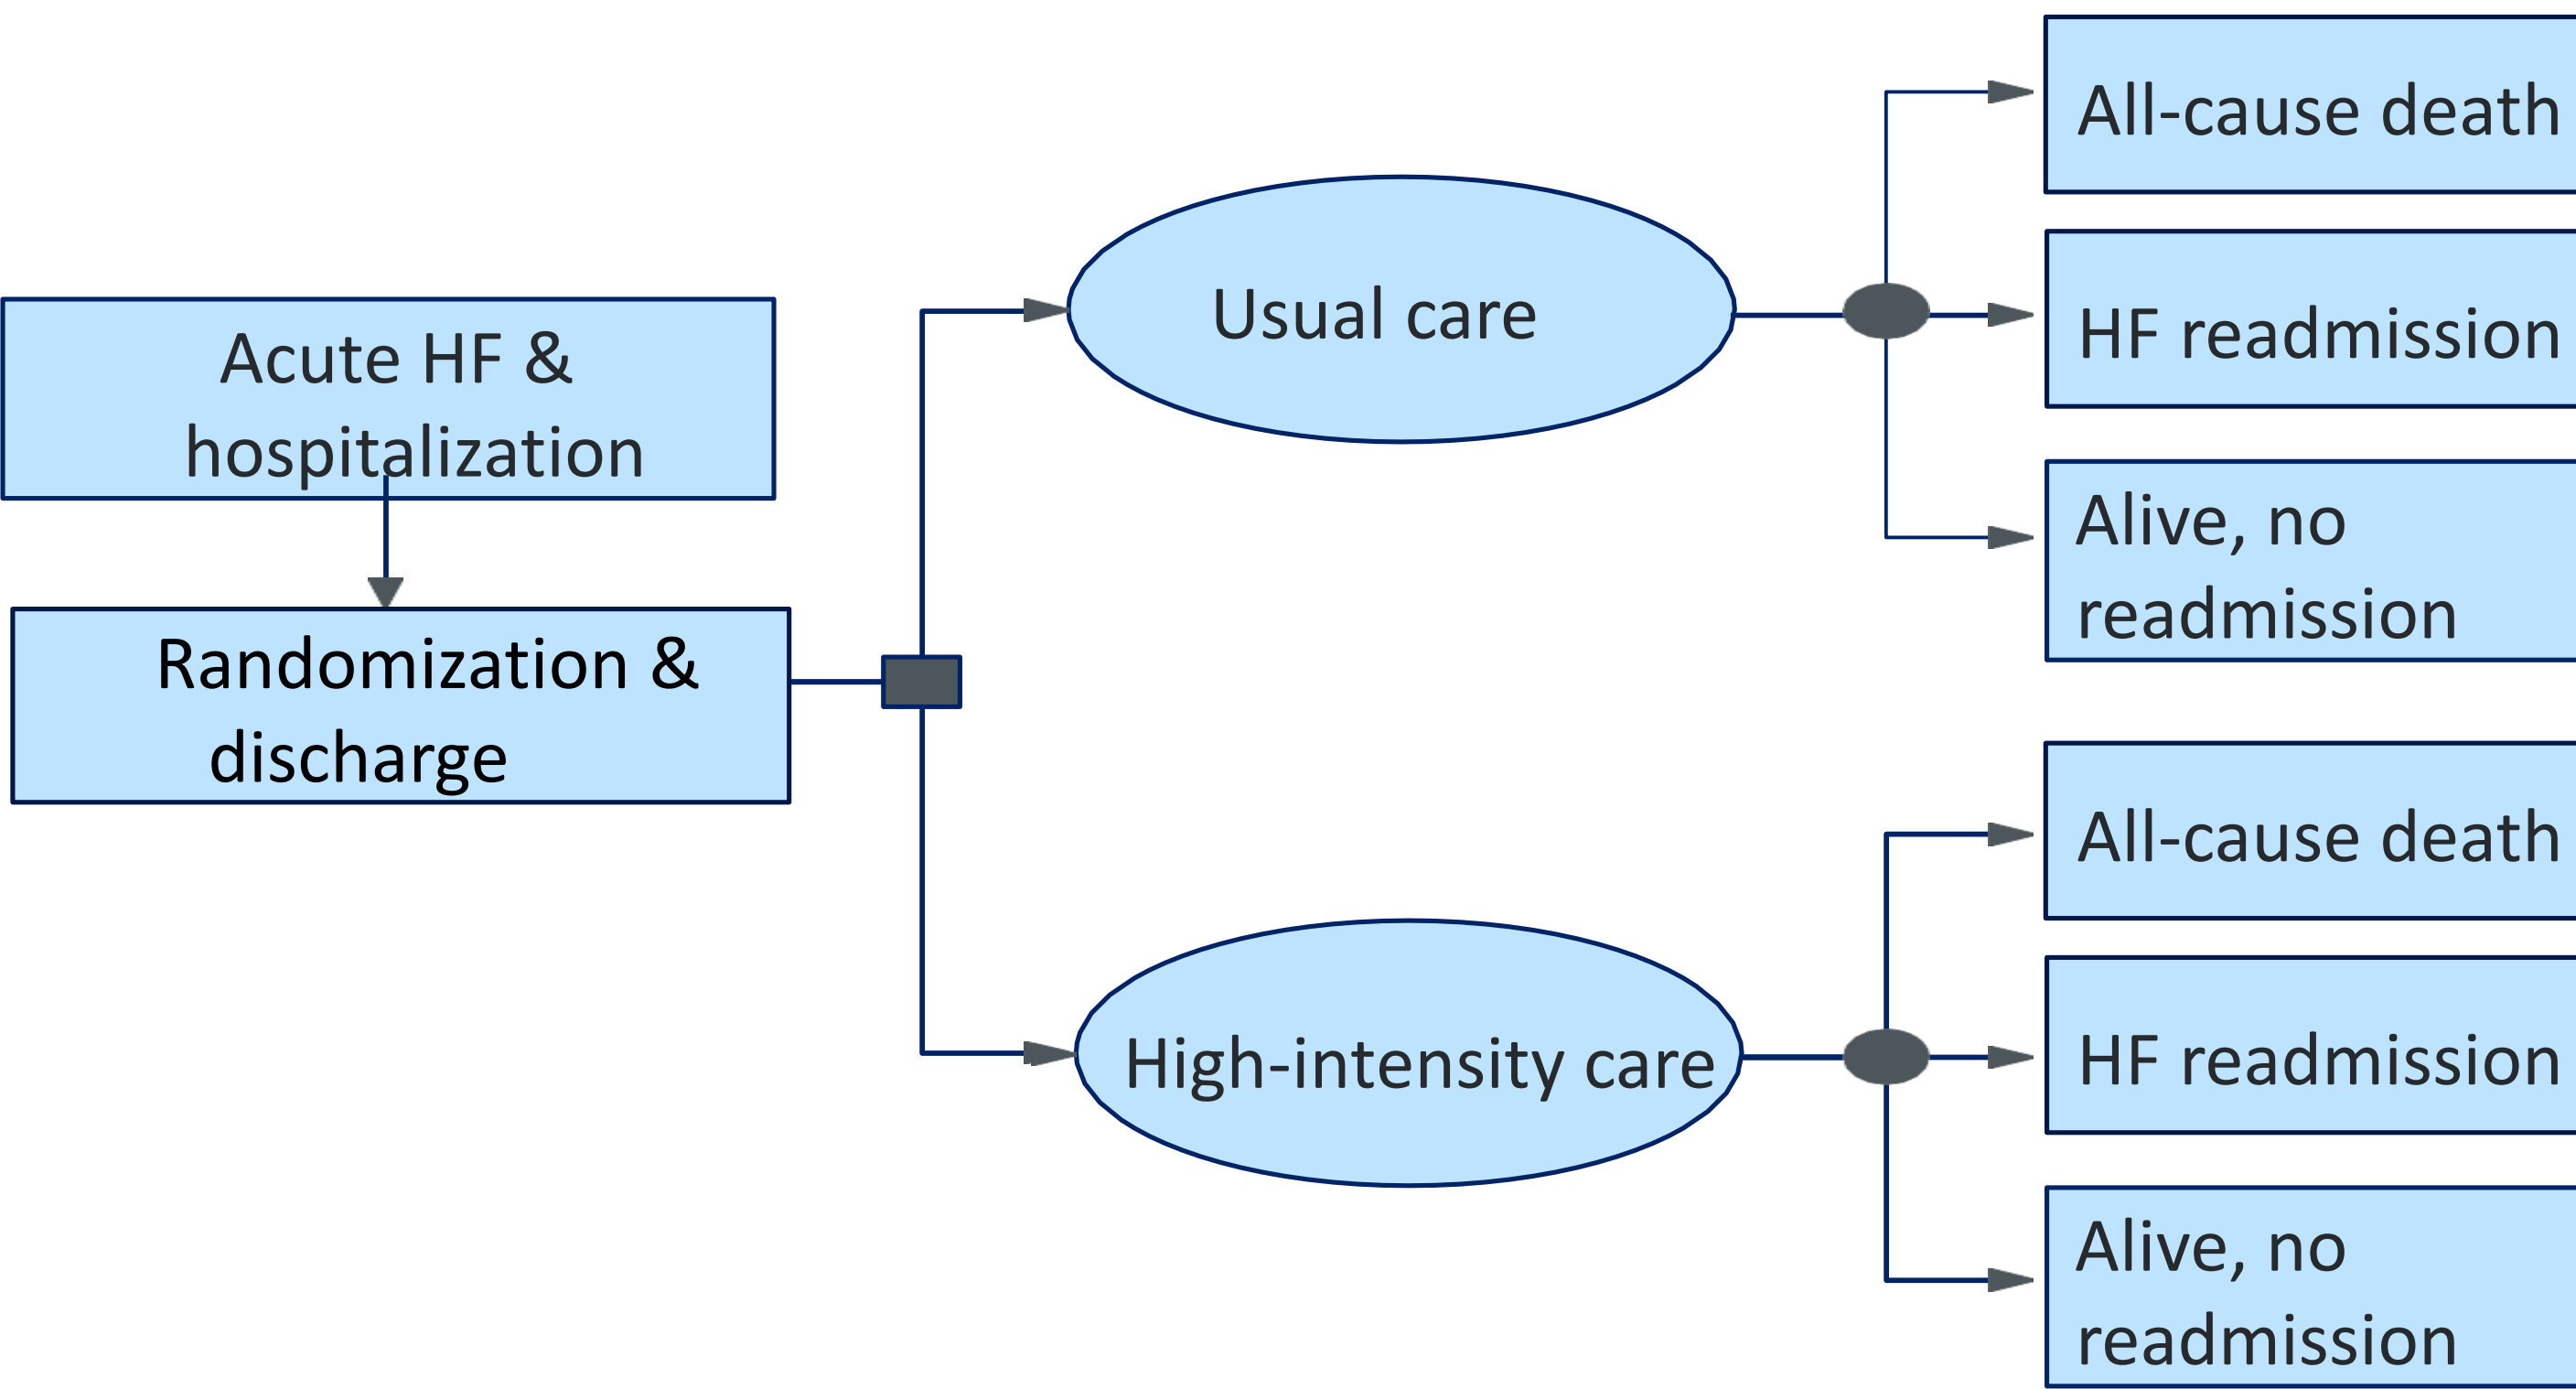 Acute HF &
hospitalization
Randomization &
discharge
Usual care
High-intensity care
All-cause death
HF readmission
Alive, no
readmission
All-cause death
HF readmission
Alive, no
readmission